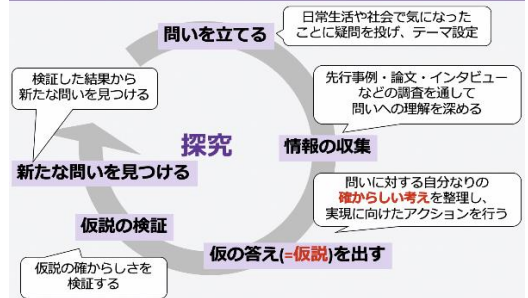 問いを立てる
日常生活や社会で気になった
ことに疑問を投げ、テーマ設定
先行事例・論文・インタビュー
などの調査を通して
問いへの理解を深める
情報の収集
問いに対する自分なりの
確からしい考えを整理し、
実現に向けたアクションを行う
仮の答え(=仮説)を出す
仮説の検証
仮説の確からしさを
検証する
新たな問いを見つける
検証した結果から
新たな問いを見つける
探究